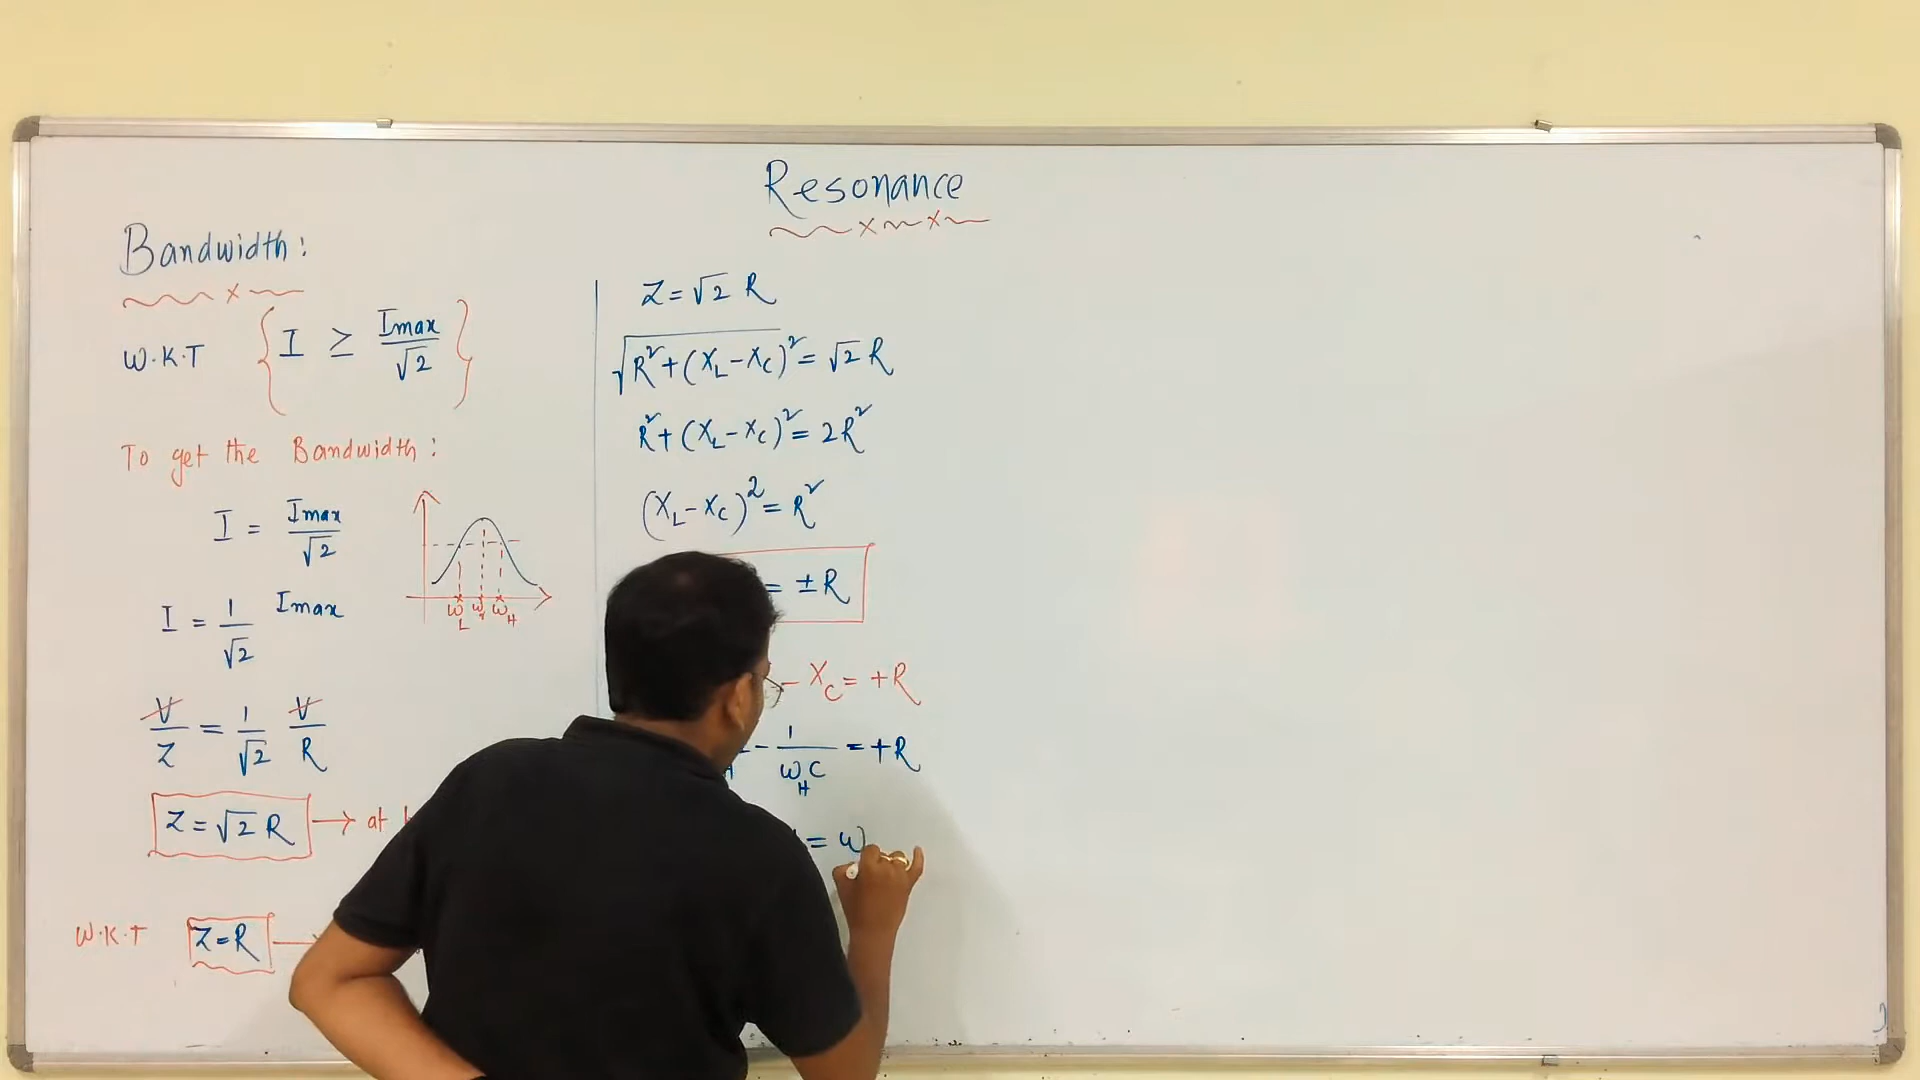 Resonance
Bandwidth:
W.K.T { I ≥ Imax/√2 }
To get the Bandwidth:
I = Imax/√2
I = 1/√2 Imax
V/Z = 1/√2 V/R
Z = √2 R → at
W.K.T Z = R →
ω_L ω_r ω_H
Z = √2 R
√R² + (X_L - X_C)² = √2 R
R² + (X_L - X_C)² = 2R²
(X_L - X_C)² = R²
= ±R
- X_C = +R
- 1/ω_H C = +R
= ω